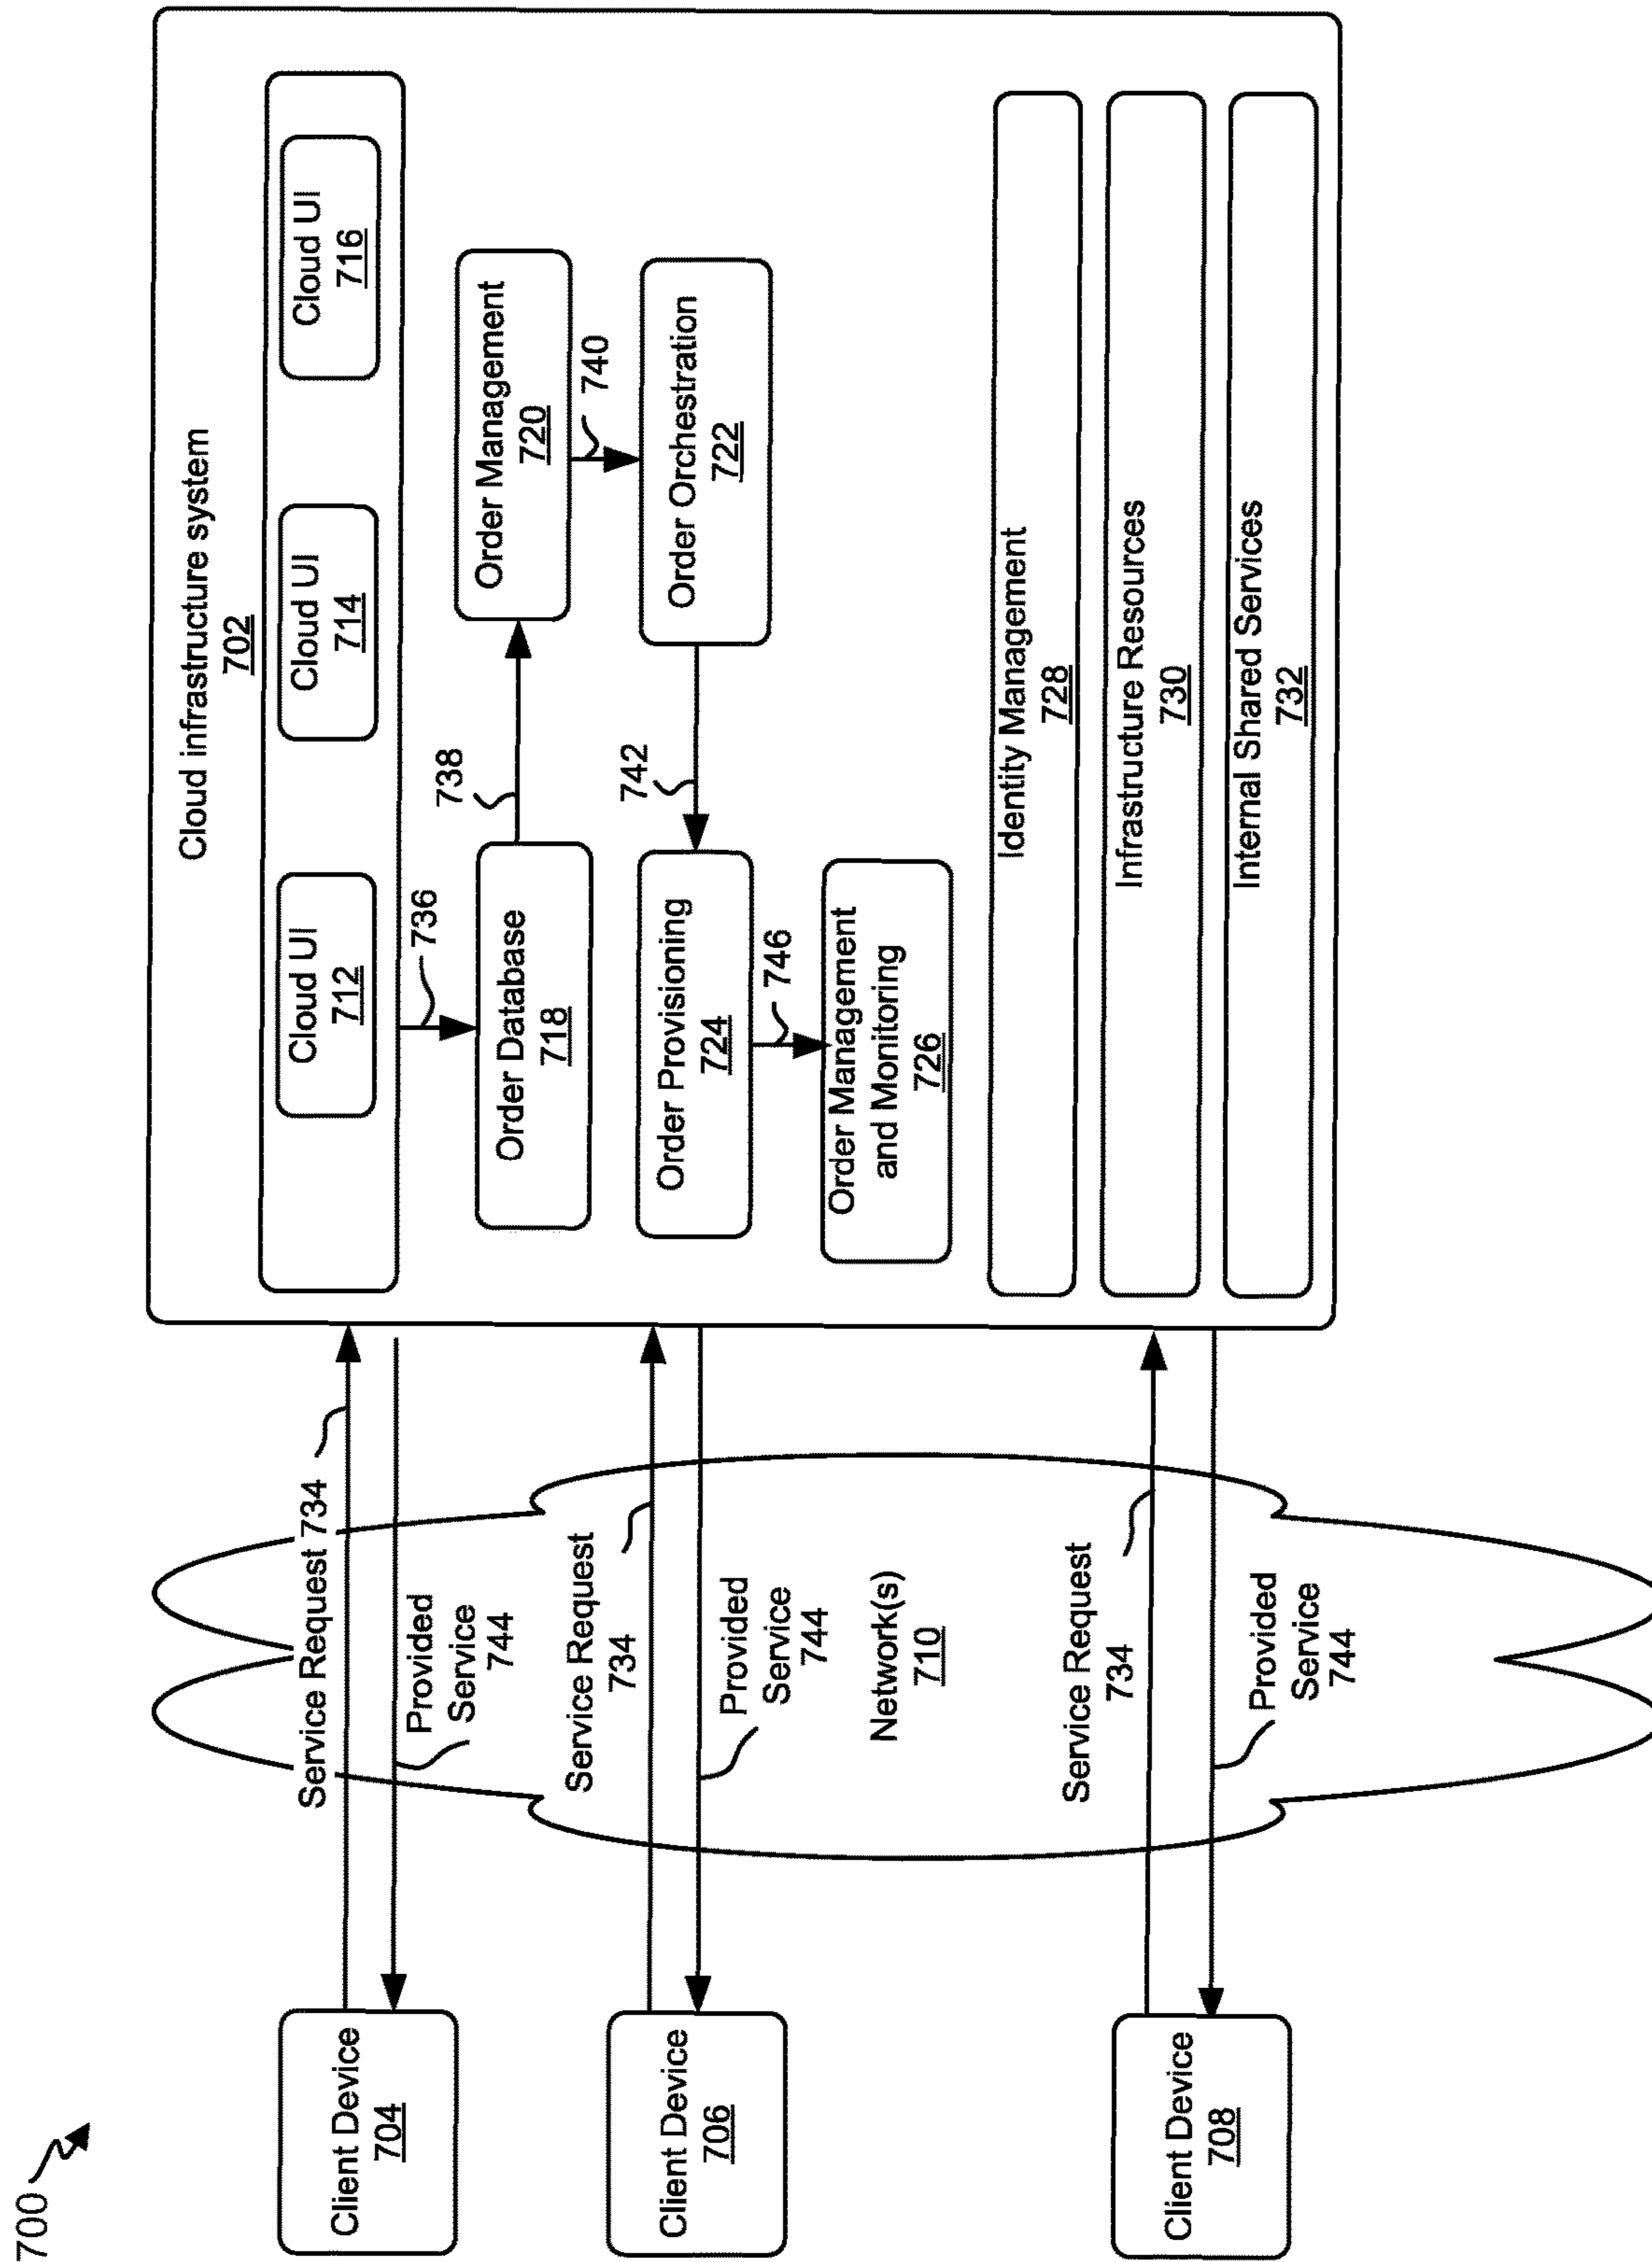 700
Cloud infrastructure system
702
Cloud UI
712
Cloud UI
714
Cloud UI
716
736
Order Database
718
738
Order Management
720
740
Order Orchestration
722
742
Order Provisioning
724
746
Order Management
and Monitoring
726
Identity Management
728
Infrastructure Resources
730
Internal Shared Services
732
Service Request 734
Provided
Service
744
Service Request
734
Provided
Service
744
Network(s)
710
Service Request
734
Provided
Service
744
Client Device
704
Client Device
706
Client Device
708